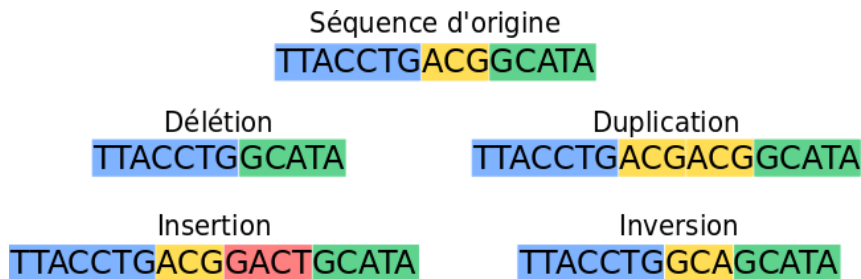 Séquence d'origine
TTACCTGACGGCATA
Délétion
TTACCTGGCATA
Duplication
TTACCTGACGACGGCATA
Insertion
TTACCTGACGGACTGCATA
Inversion
TTACCTGGCAGCATA